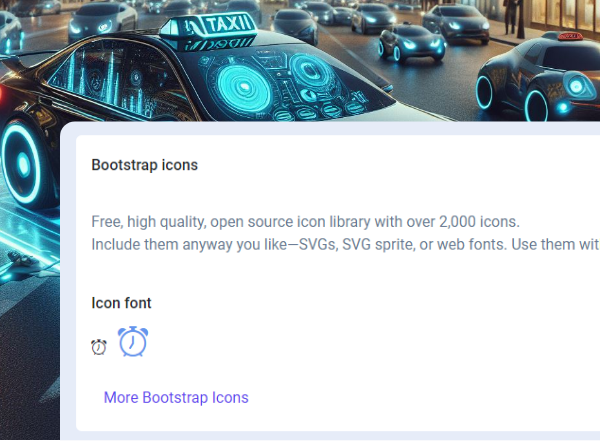 TAXII
Bootstrap icons
Free, high quality, open source icon library with over 2,000 icons.
Include them anyway you like—SVGs, SVG sprite, or web fonts. Use them wit
Icon font
More Bootstrap Icons